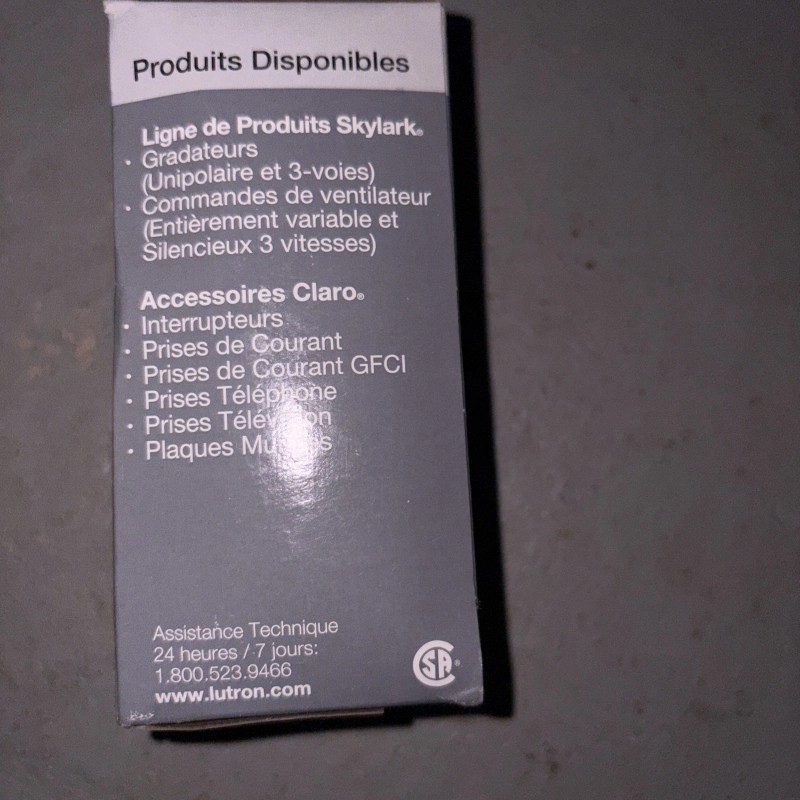 Produits Disponibles
Ligne de Produits Skylark®
• Gradateurs
(Unipolaire et 3-voies)
• Commandes de ventilateur
(Entièrement variable et
Silencieux 3 vitesses)
Accessoires Claro®
• Interrupteurs
• Prises de Courant
• Prises de Courant GFCI
• Prises Téléphone
• Prises Télévision
• Plaques
Assistance Technique
24 heures / 7 jours:
1.800.523.9466
www.lutron.com
SA®